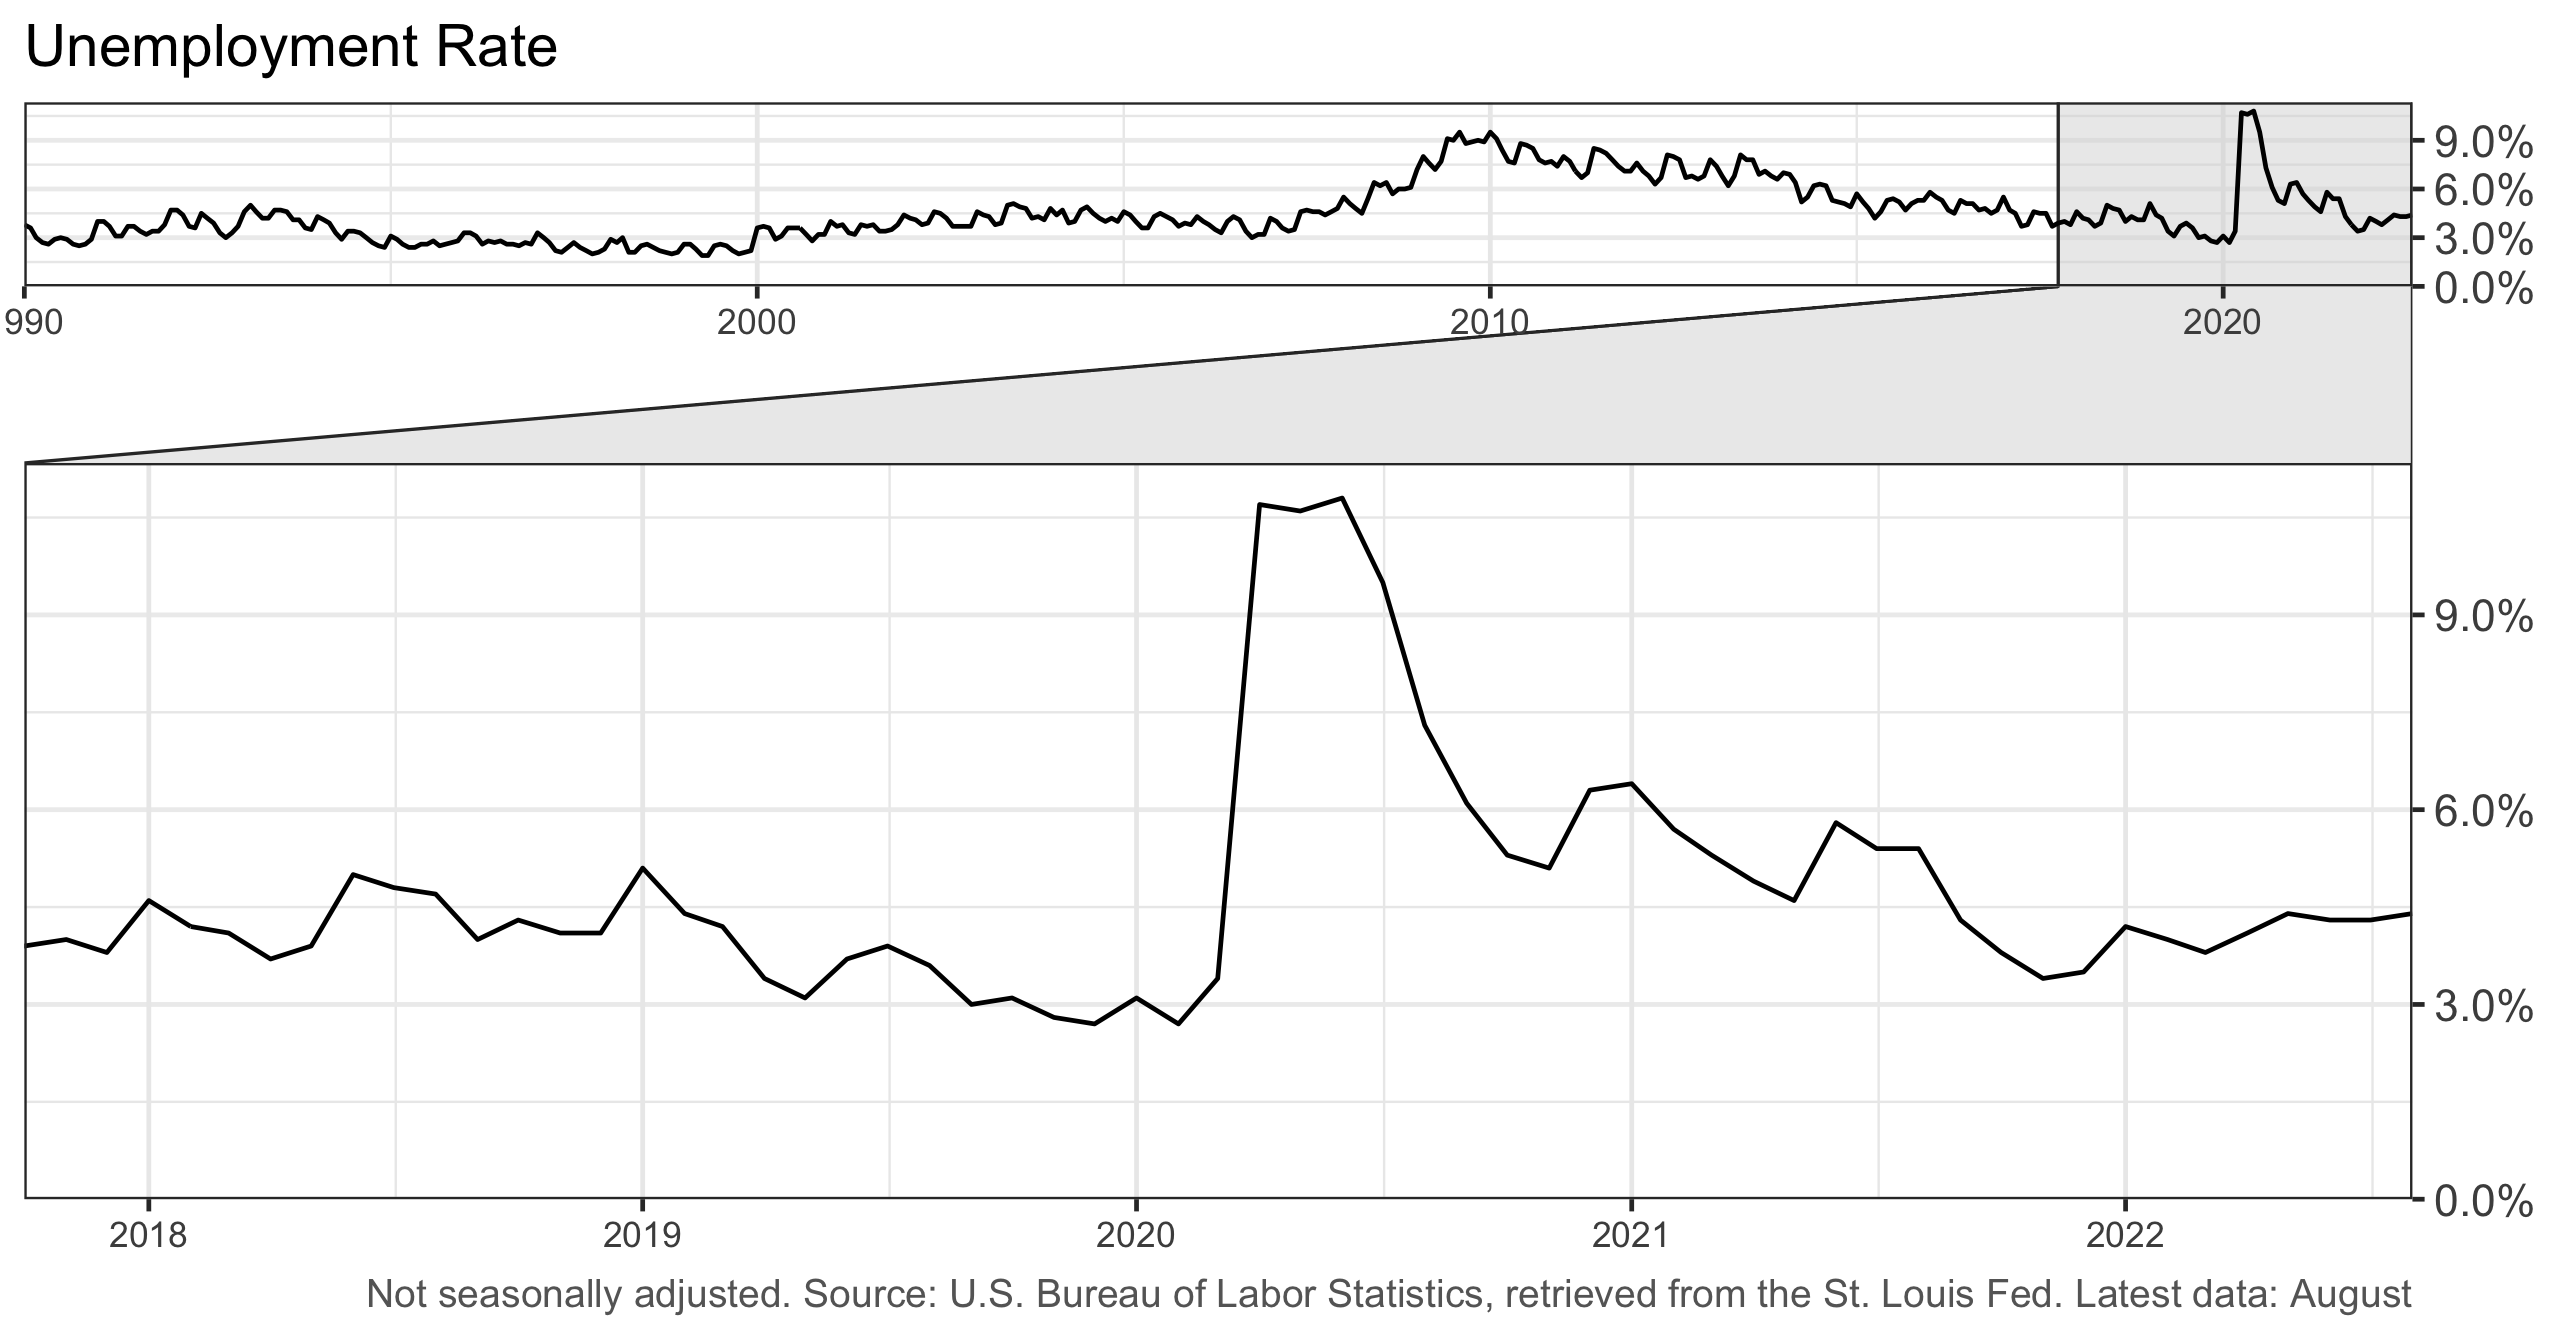 Unemployment Rate
9.0%
6.0%
3.0%
0.0%
990 2000 2010 2020
9.0%
6.0%
3.0%
0.0%
2018 2019 2020 2021 2022
Not seasonally adjusted. Source: U.S. Bureau of Labor Statistics, retrieved from the St. Louis Fed. Latest data: August